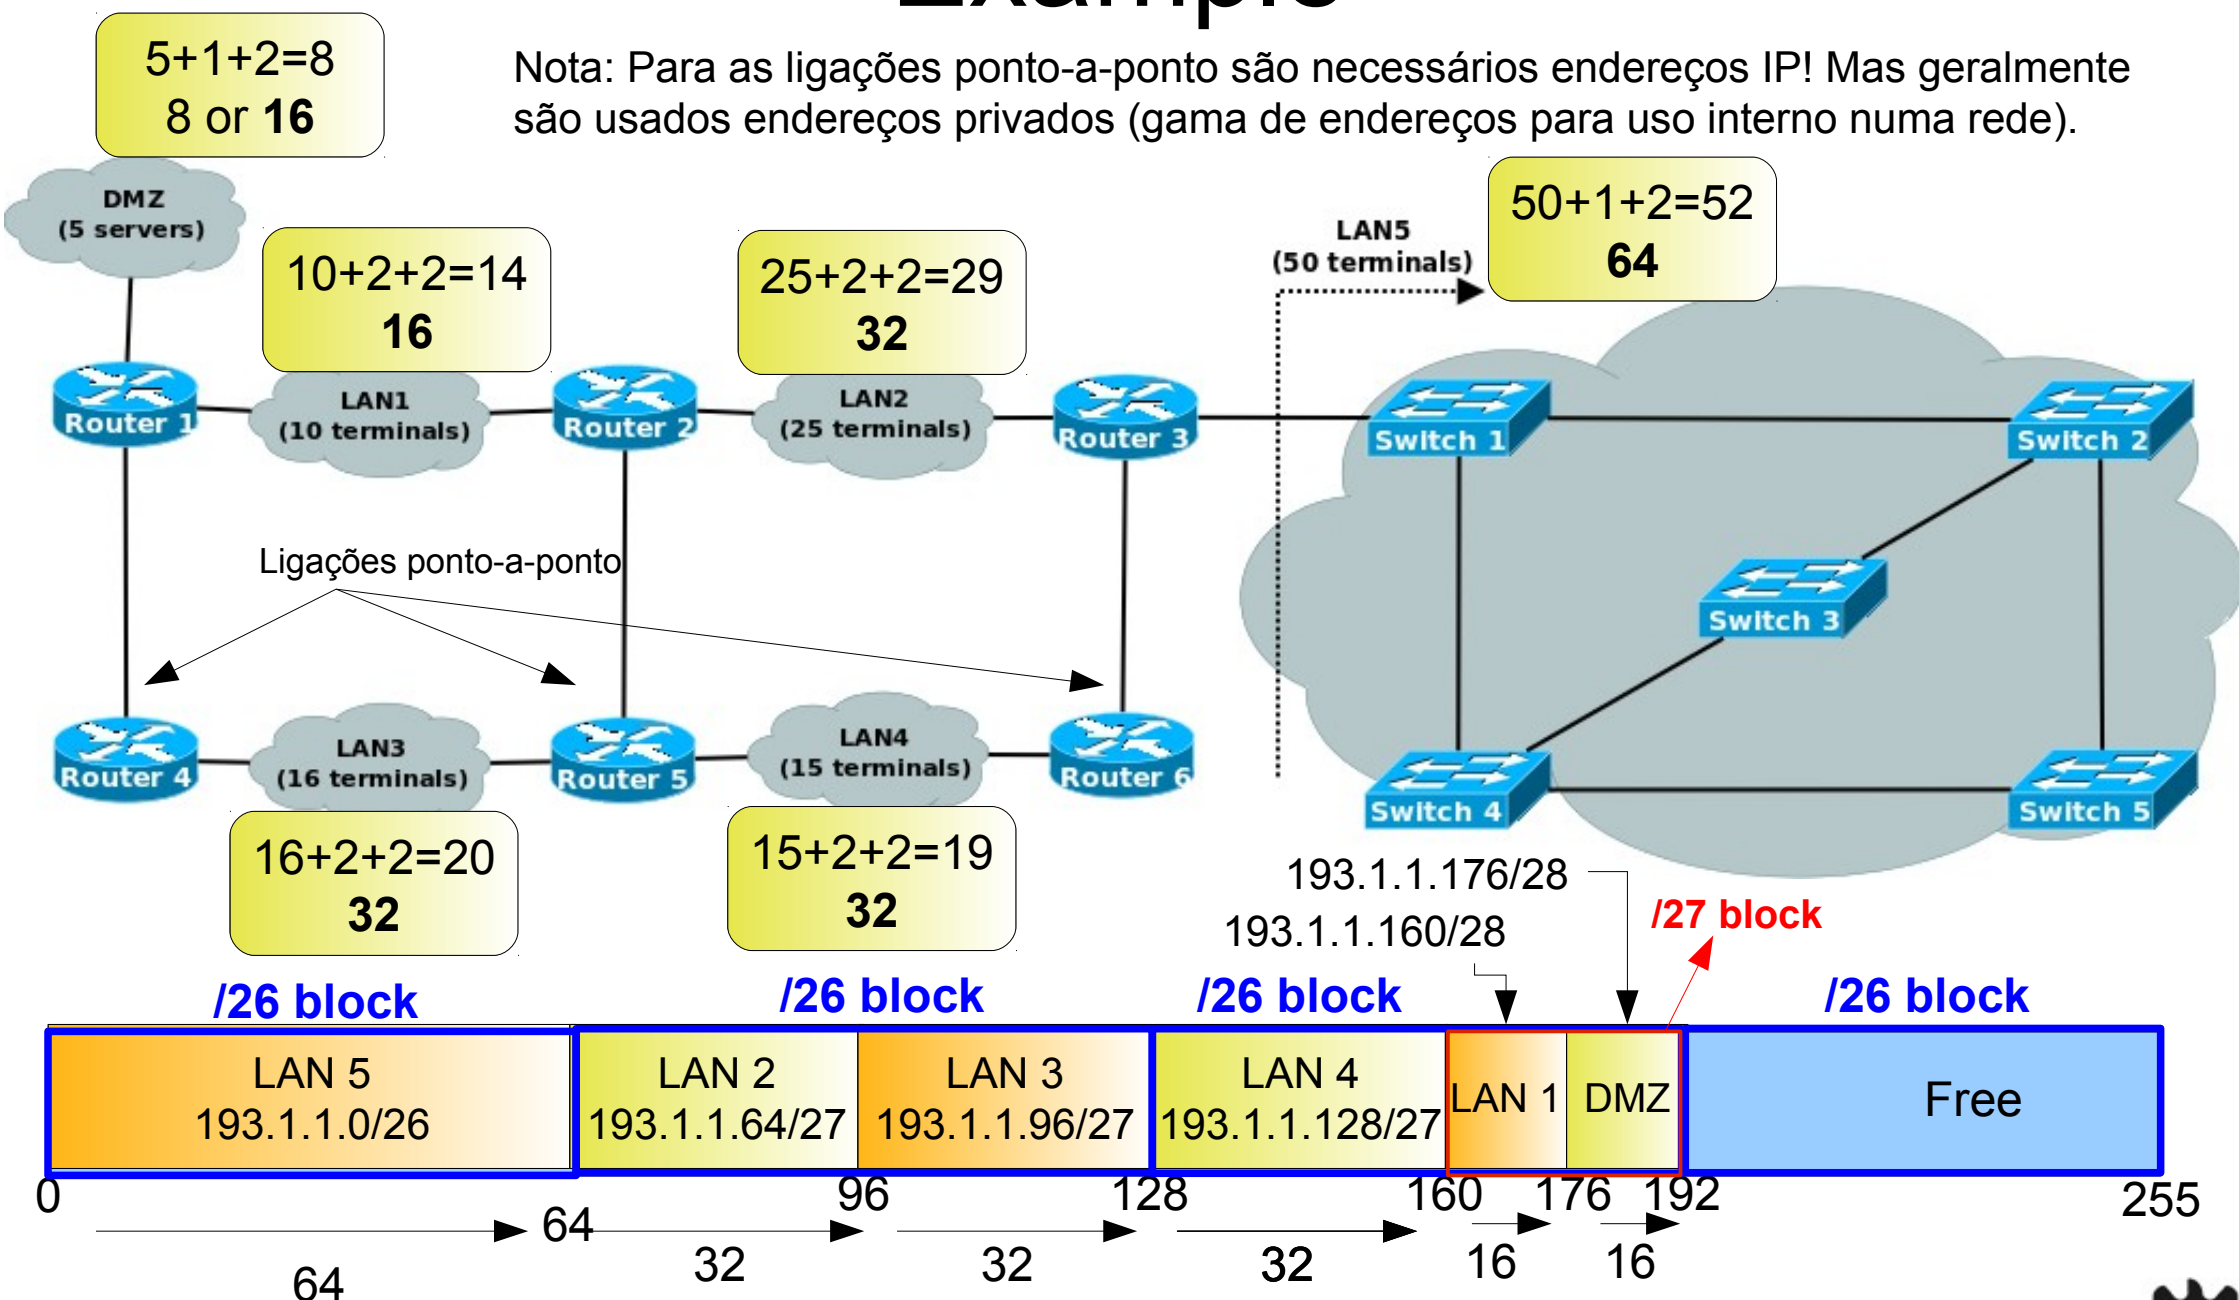 Example
5+1+2=8
8 or 16
Nota: Para as ligações ponto-a-ponto são necessários endereços IP! Mas geralmente
são usados endereços privados (gama de endereços para uso interno numa rede).
DMZ
(5 servers)
10+2+2=14
16
25+2+2=29
32
LAN5
(50 terminals)
50+1+2=52
64
Router 1
LAN1
(10 terminals)
Router 2
LAN2
(25 terminals)
Router 3
Switch 1
Switch 2
Ligações ponto-a-ponto
Switch 3
Router 4
LAN3
(16 terminals)
Router 5
LAN4
(15 terminals)
Router 6
Switch 4
Switch 5
16+2+2=20
32
15+2+2=19
32
193.1.1.176/28
193.1.1.160/28
/27 block
/26 block
/26 block
/26 block
/26 block
LAN 5
193.1.1.0/26
LAN 2
193.1.1.64/27
LAN 3
193.1.1.96/27
LAN 4
193.1.1.128/27
LAN 1
DMZ
Free
0
64
96
128
160
176
192
255
64
32
32
32
16
16